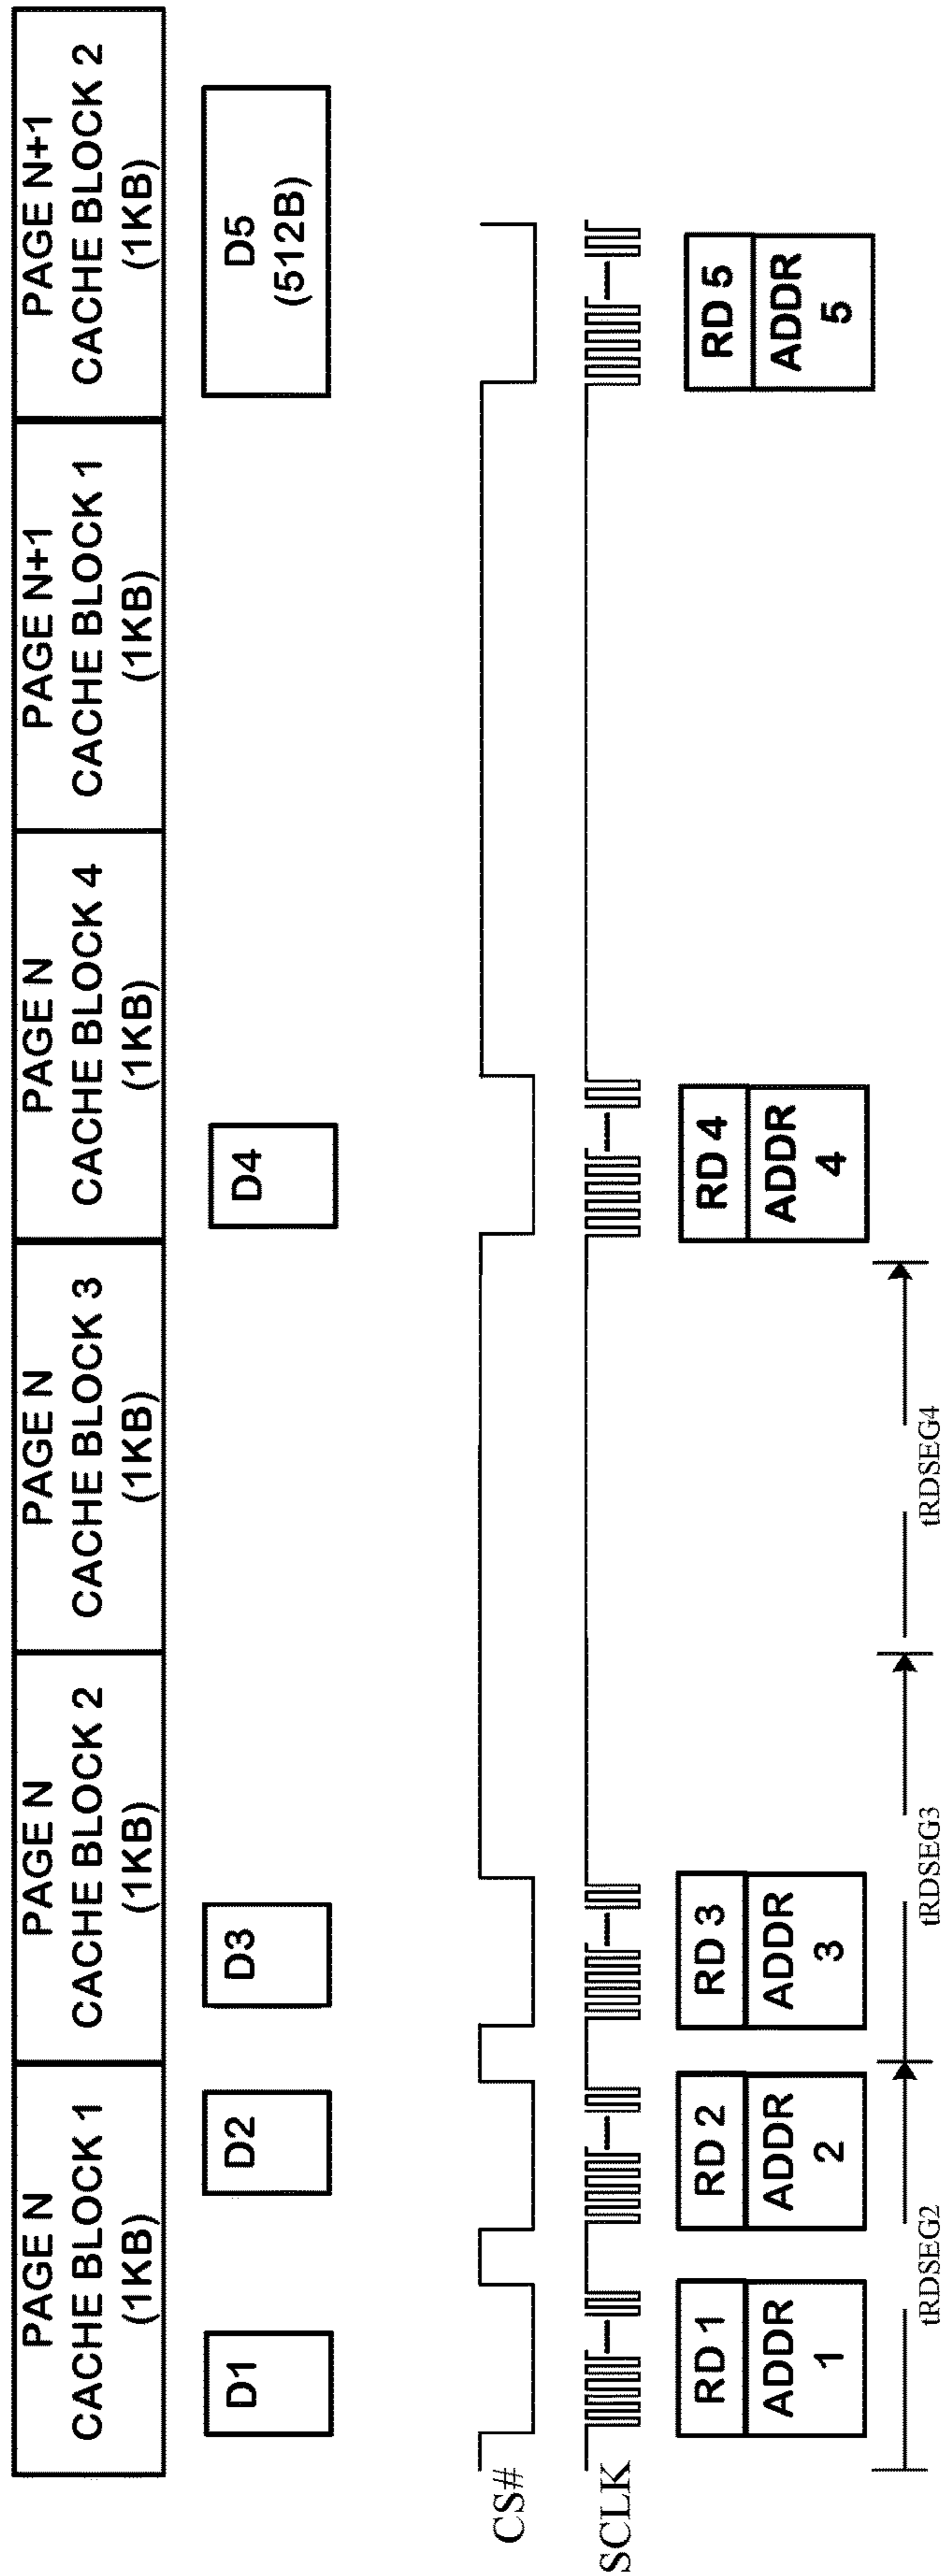 PAGE N
CACHE BLOCK 1
(1KB)
PAGE N
CACHE BLOCK 2
(1KB)
PAGE N
CACHE BLOCK 3
(1KB)
PAGE N
CACHE BLOCK 4
(1KB)
PAGE N+1
CACHE BLOCK 1
(1KB)
PAGE N+1
CACHE BLOCK 2
(1KB)
D1
D2
D3
D4
D5
(512B)
CS#
SCLK
RD 1
ADDR
1
RD 2
ADDR
2
RD 3
ADDR
3
RD 4
ADDR
4
RD 5
ADDR
5
tRDSEG2
tRDSEG3
tRDSEG4